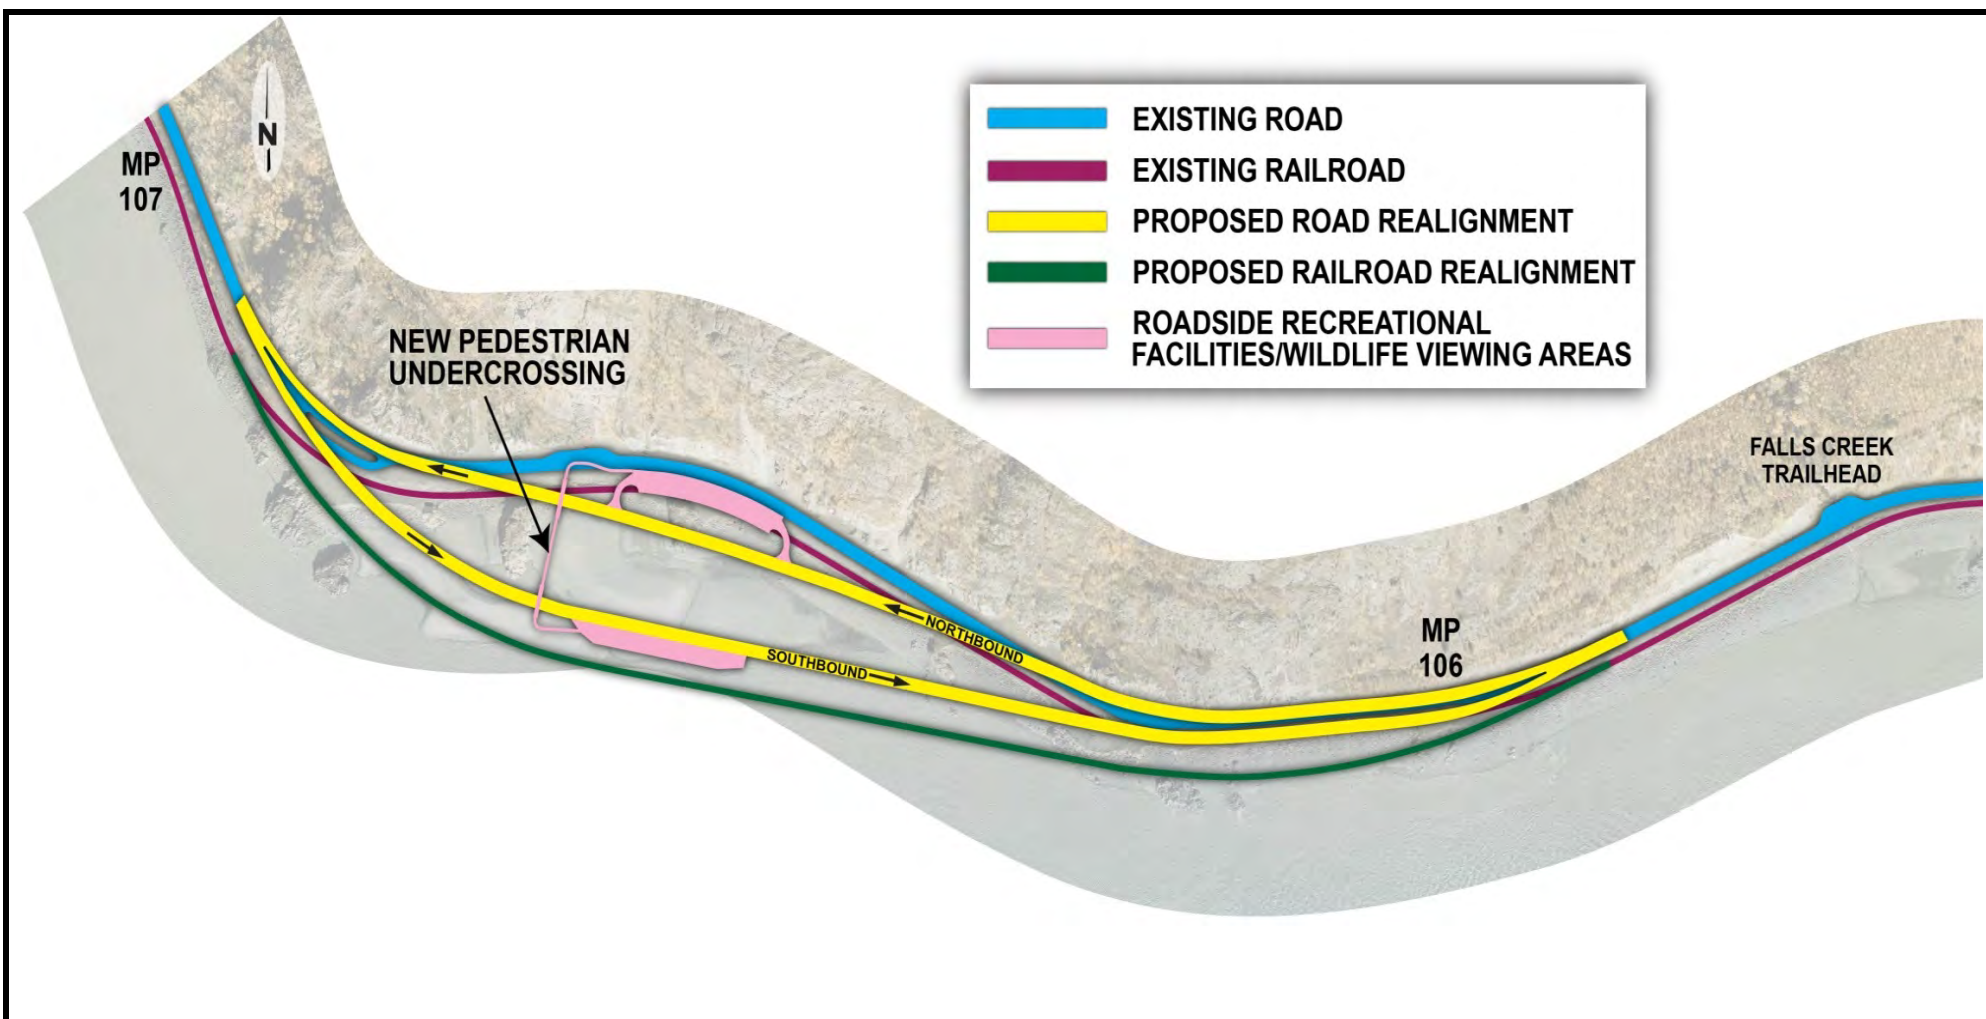 N
MP
107
NEW PEDESTRIAN
UNDERCROSSING
EXISTING ROAD
EXISTING RAILROAD
PROPOSED ROAD REALIGNMENT
PROPOSED RAILROAD REALIGNMENT
ROADSIDE RECREATIONAL
FACILITIES/WILDLIFE VIEWING AREAS
FALLS CREEK
TRAILHEAD
NORTHBOUND
SOUTHBOUND
MP
106